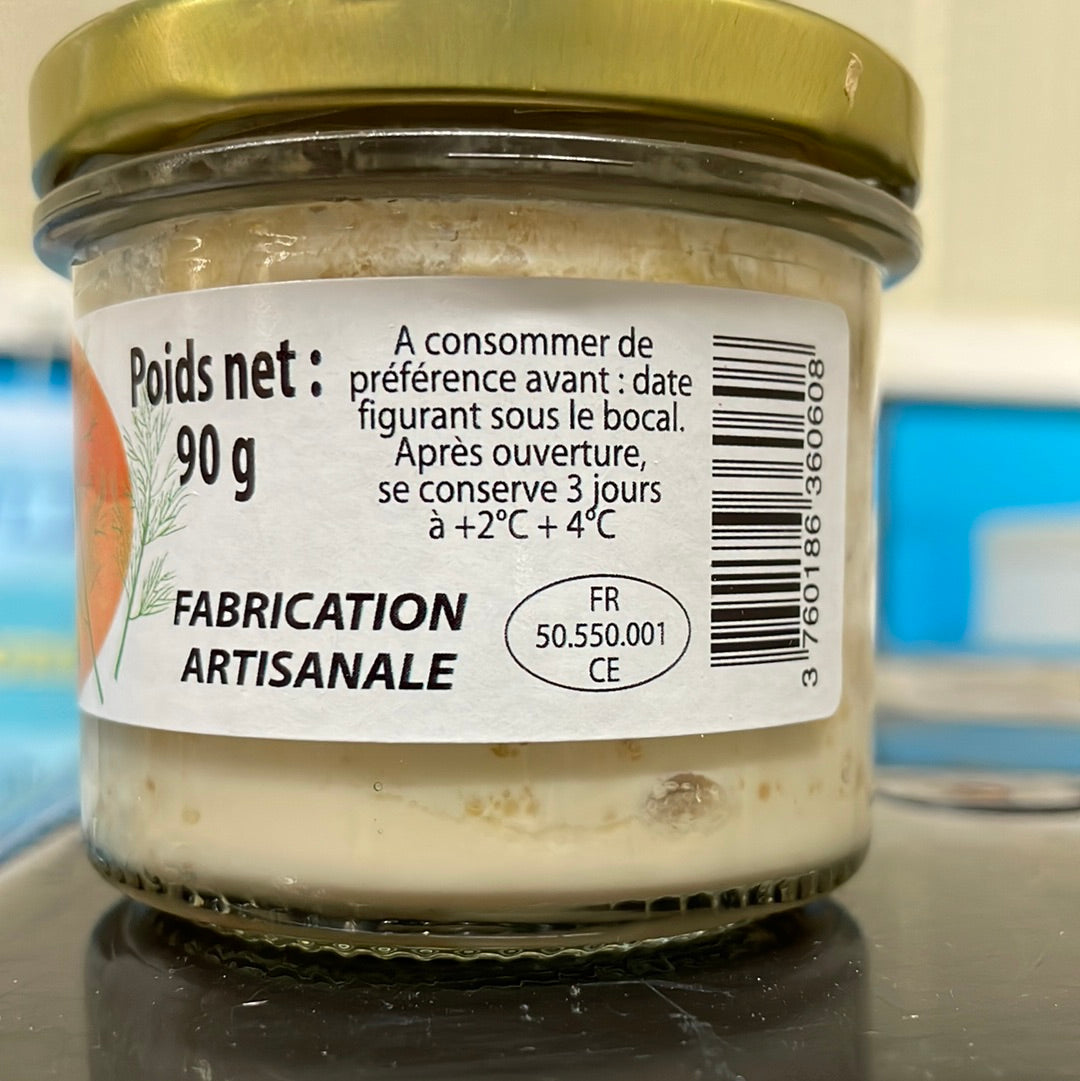 Poids net :
90 g
A consommer de
préférence avant : date
figurant sous le bocal.
Après ouverture,
se conserve 3 jours
à +2°C + 4°C
FABRICATION
ARTISANALE
FR
50.550.001
CE
3 760186 360608